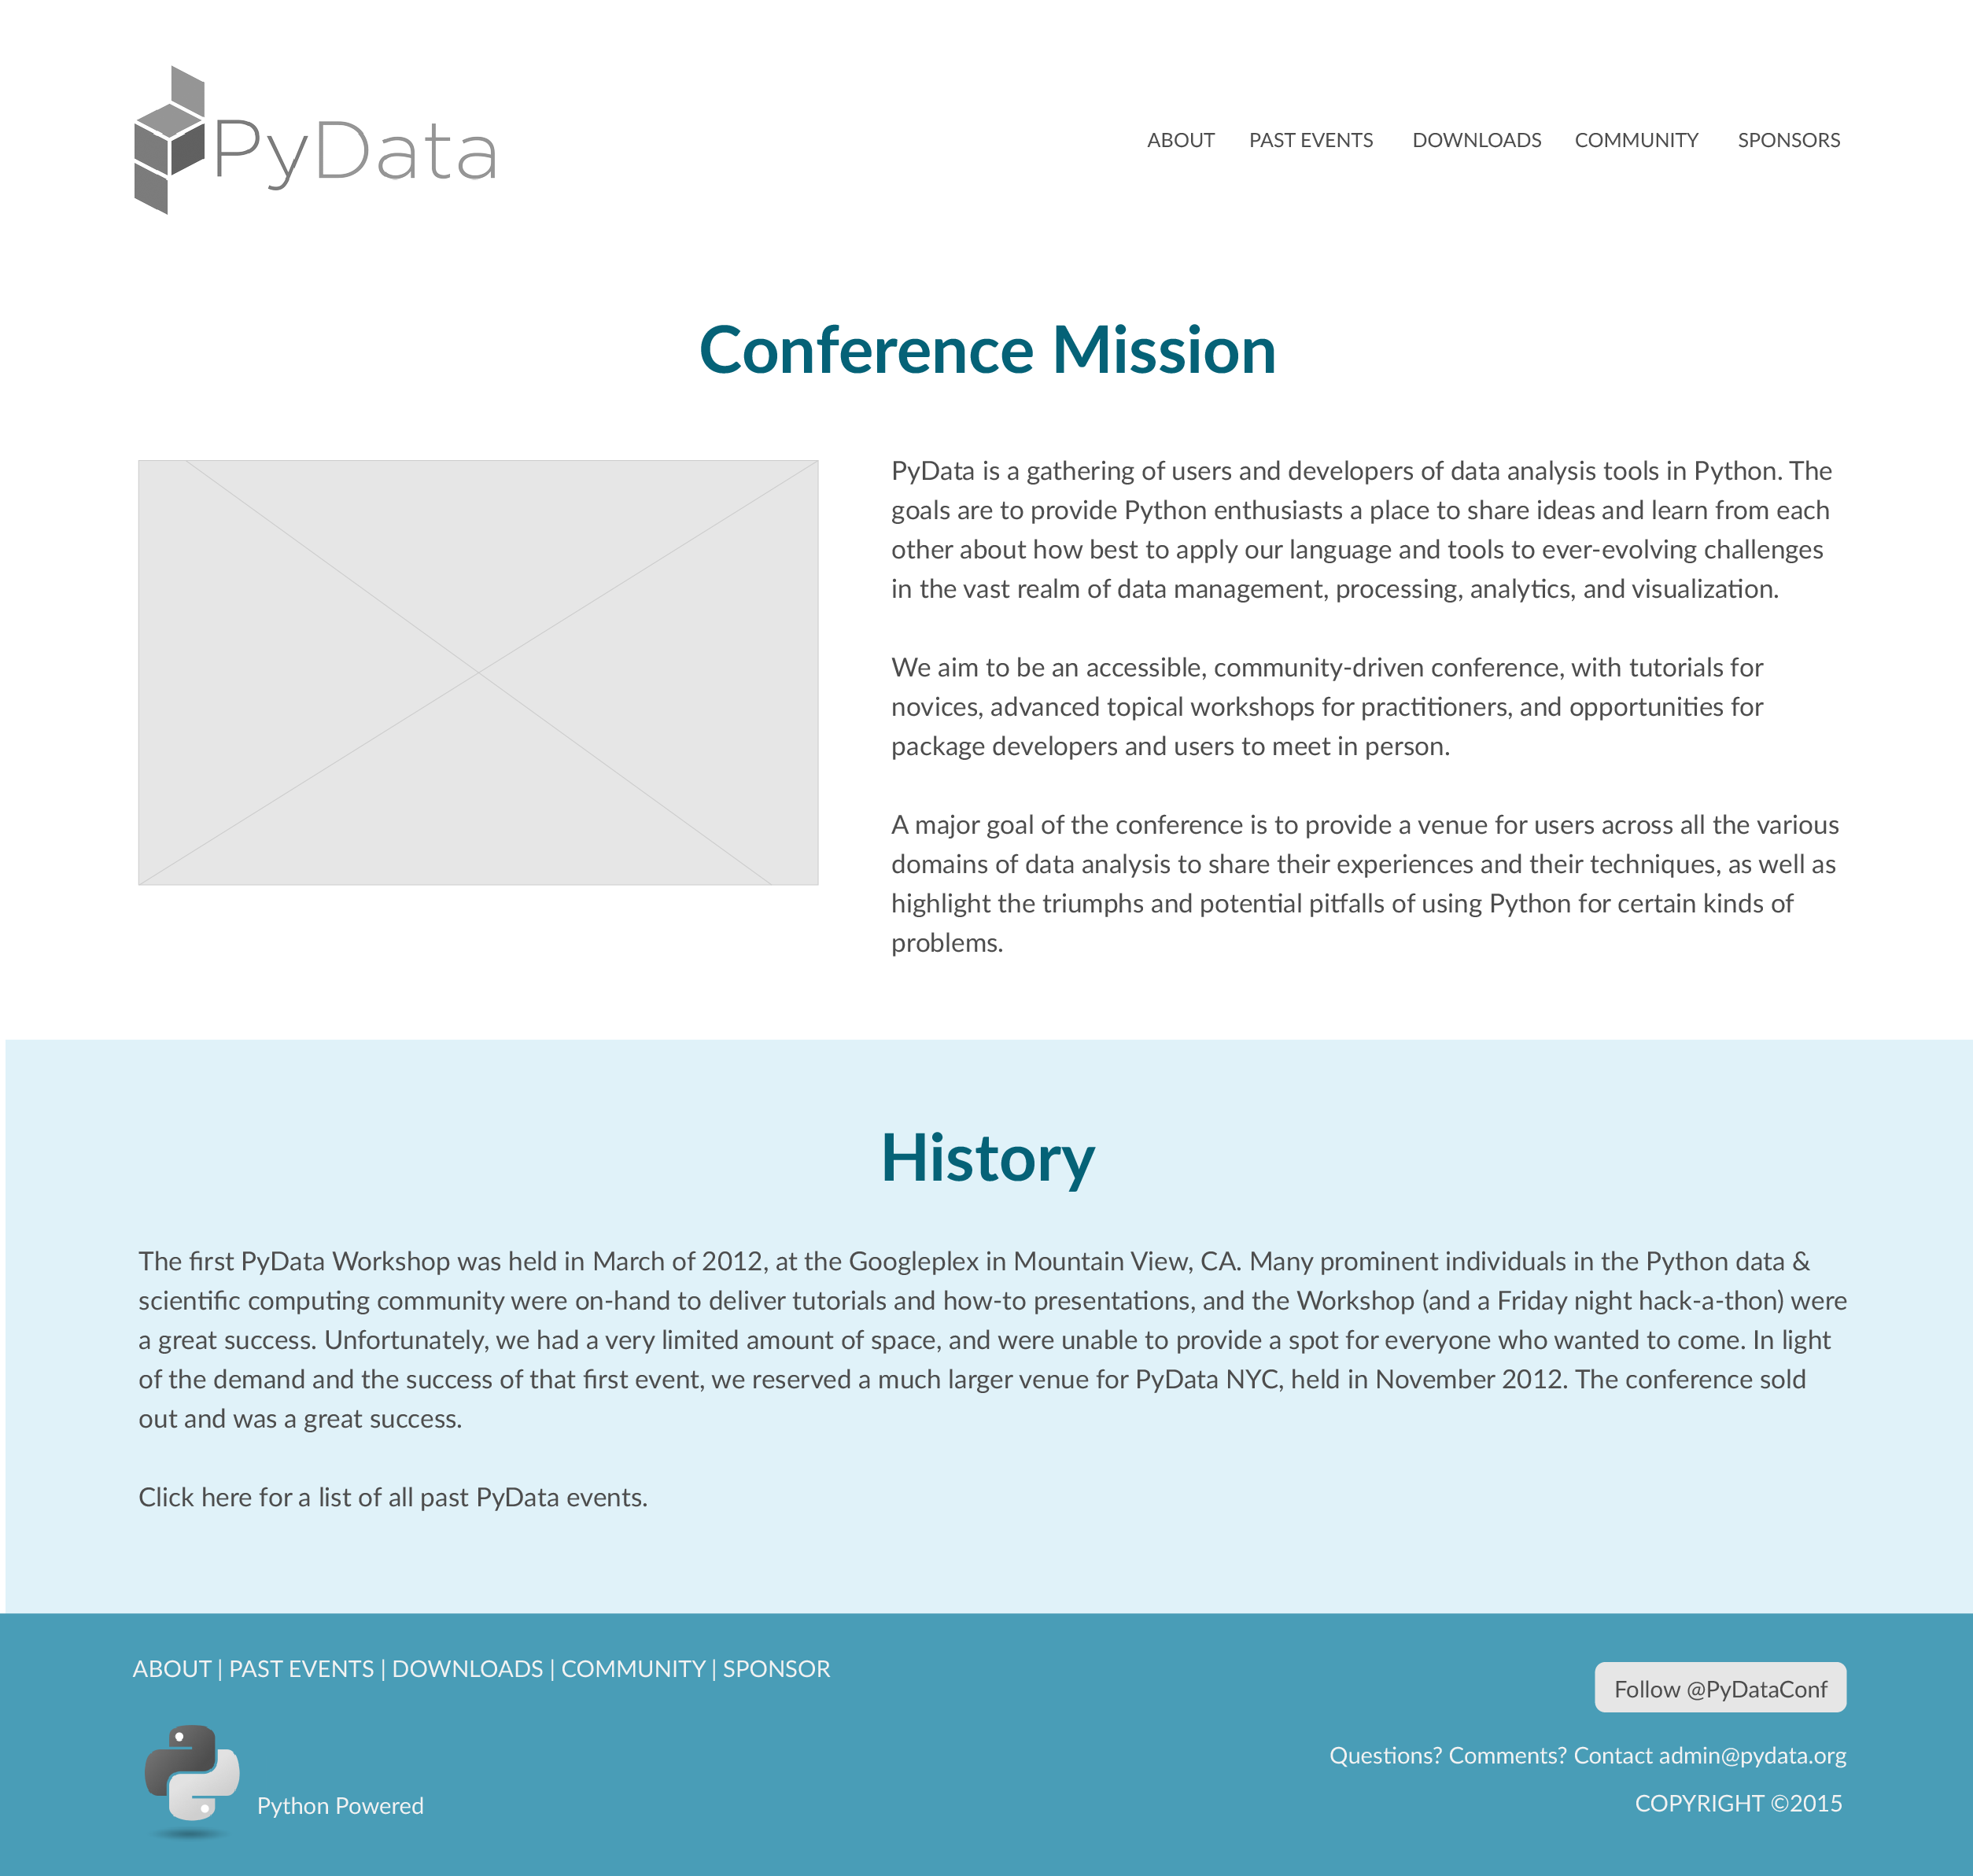 PyData
ABOUT PAST EVENTS DOWNLOADS COMMUNITY SPONSORS
Conference Mission
PyData is a gathering of users and developers of data analysis tools in Python. The
goals are to provide Python enthusiasts a place to share ideas and learn from each
other about how best to apply our language and tools to ever-evolving challenges
in the vast realm of data management, processing, analytics, and visualization.
We aim to be an accessible, community-driven conference, with tutorials for
novices, advanced topical workshops for practitioners, and opportunities for
package developers and users to meet in person.
A major goal of the conference is to provide a venue for users across all the various
domains of data analysis to share their experiences and their techniques, as well as
highlight the triumphs and potential pitfalls of using Python for certain kinds of
problems.
History
The first PyData Workshop was held in March of 2012, at the Googleplex in Mountain View, CA. Many prominent individuals in the Python data &
scientific computing community were on-hand to deliver tutorials and how-to presentations, and the Workshop (and a Friday night hack-a-thon) were
a great success. Unfortunately, we had a very limited amount of space, and were unable to provide a spot for everyone who wanted to come. In light
of the demand and the success of that first event, we reserved a much larger venue for PyData NYC, held in November 2012. The conference sold
out and was a great success.
Click here for a list of all past PyData events.
ABOUT | PAST EVENTS | DOWNLOADS | COMMUNITY | SPONSOR
Follow @PyDataConf
Questions? Comments? Contact admin@pydata.org
Python Powered
COPYRIGHT ©2015